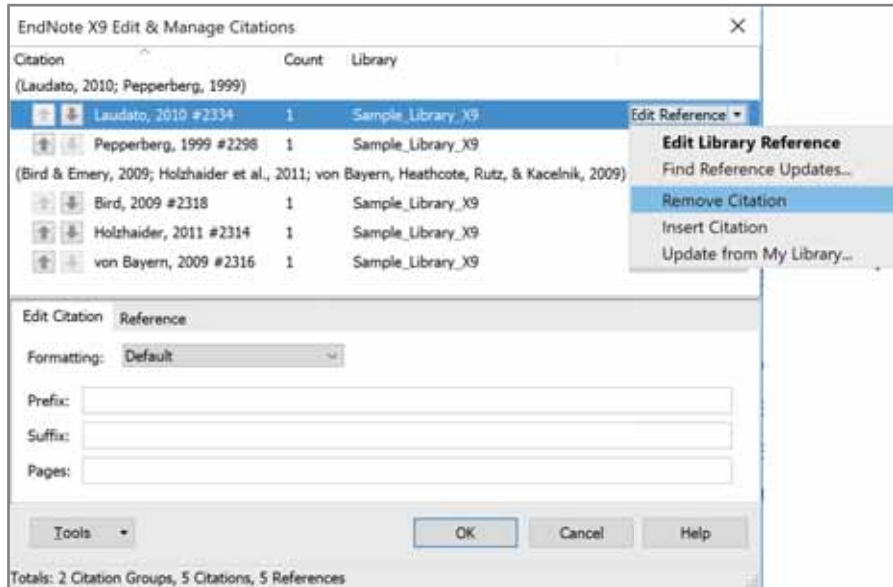 EndNote X9 Edit & Manage Citations
Citation Count Library
(Laudato, 2010; Pepperberg, 1999)
Laudato, 2010 #2334 1 Sample_Library_X9 Edit Reference
Pepperberg, 1999 #2298 1 Sample_Library_X9 Edit Library Reference
(Bird & Emery, 2009; Holzhaider et al., 2011; von Bayern, Heathcote, Rutz, & Kacelnik, 2009) Find Reference Updates...
Bird, 2009 #2318 1 Sample_Library_X9 Remove Citation
Holzhaider, 2011 #2314 1 Sample_Library_X9 Insert Citation
von Bayern, 2009 #2316 1 Sample_Library_X9 Update from My Library...
Edit Citation Reference
Formatting: Default
Prefix:
Suffix:
Pages:
Tools OK Cancel Help
Totals: 2 Citation Groups, 5 Citations, 5 References